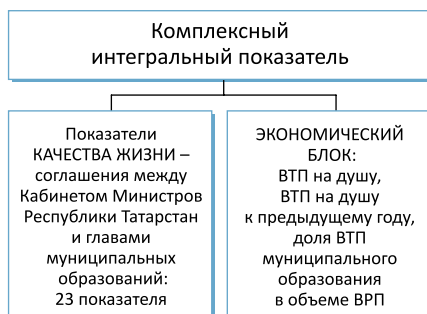 Комплексный
интегральный показатель
Показатели
КАЧЕСТВА ЖИЗНИ –
соглашения между
Кабинетом Министров
Республики Татарстан
и главами
муниципальных
образований:
23 показателя
ЭКОНОМИЧЕСКИЙ
БЛОК:
ВТП на душу,
ВТП на душу
к предыдущему году,
доля ВТП
муниципального
образования
в объеме ВРП